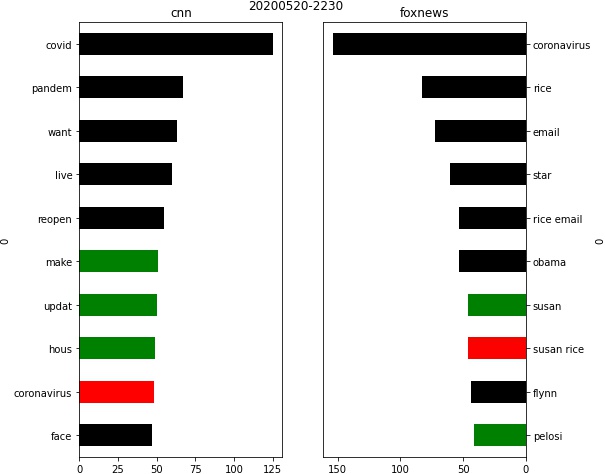 20200520-2230
cnn
foxnews
covid
pandem
want
live
reopen
make
updat
hous
coronavirus
face
0 25 50 75 100 125
0
coronavirus
rice
email
star
rice email
obama
susan
susan rice
flynn
pelosi
150 100 50 0
0